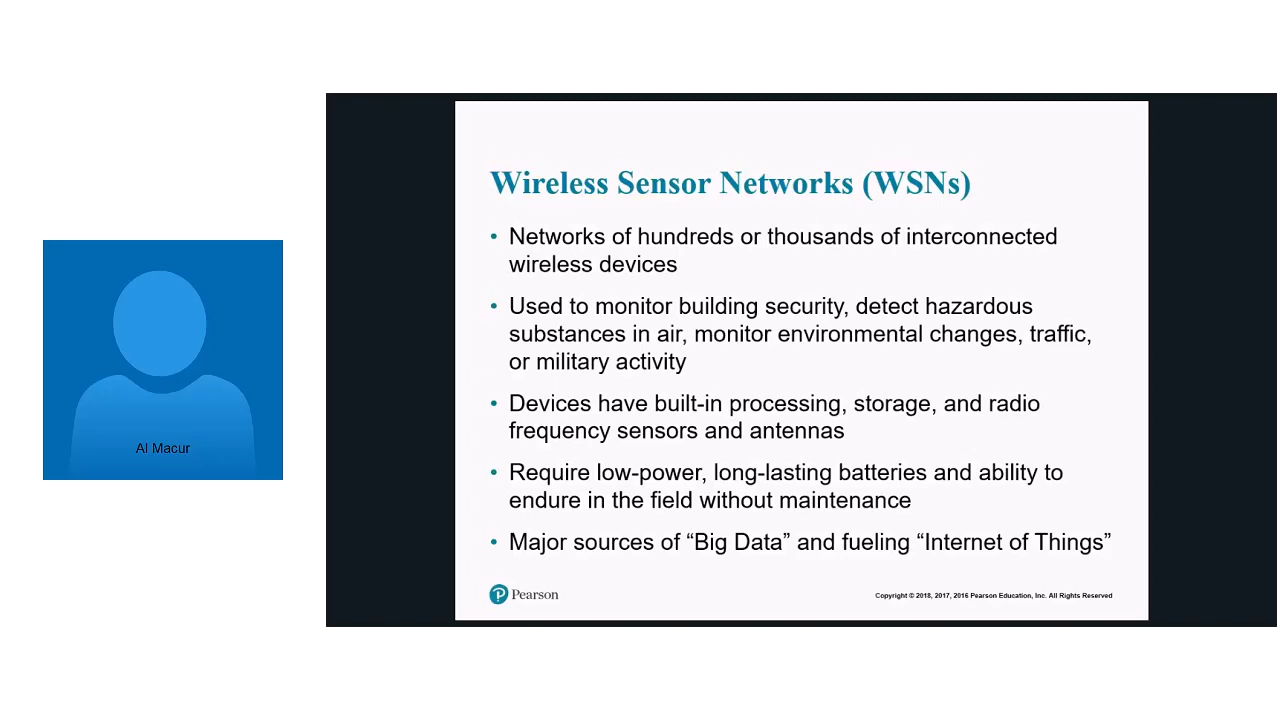 Al Macur
Wireless Sensor Networks (WSNs)
• Networks of hundreds or thousands of interconnected
wireless devices
• Used to monitor building security, detect hazardous
substances in air, monitor environmental changes, traffic,
or military activity
• Devices have built-in processing, storage, and radio
frequency sensors and antennas
• Require low-power, long-lasting batteries and ability to
endure in the field without maintenance
• Major sources of “Big Data” and fueling “Internet of Things”
Pearson
Copyright © 2018, 2017, 2016 Pearson Education, Inc. All Rights Reserved